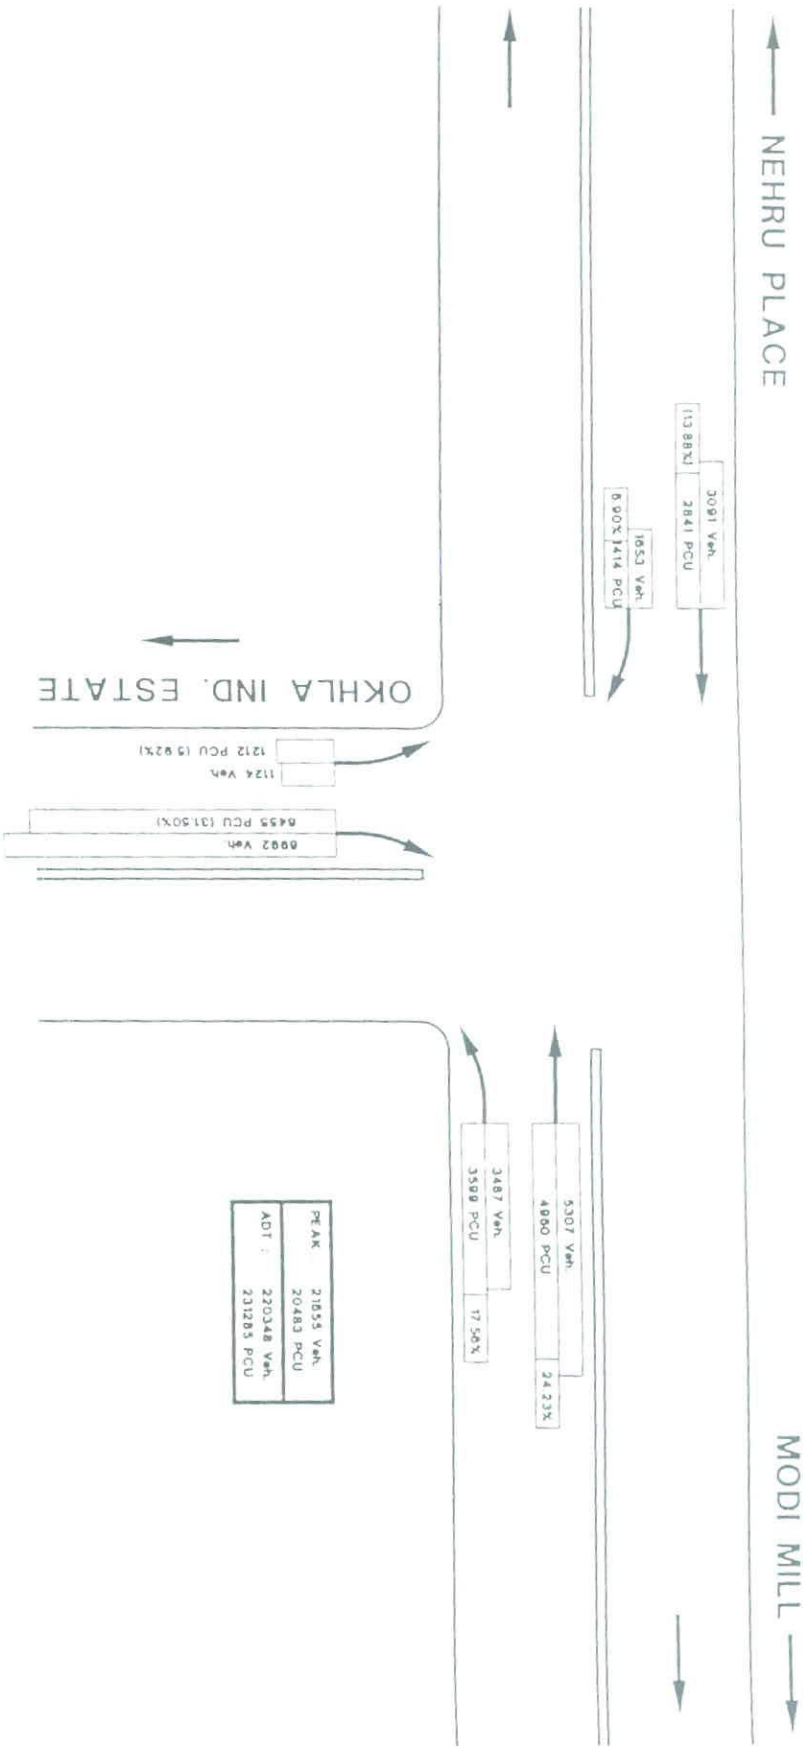 NEHRU PLACE
MODI MILL
3091 Veh.
(13.88%) 2841 PCU
1653 Veh.
6.90% 1414 PCU
OKHLA IND. ESTATE
1212 PCU (5.92%)
1124 Veh.
6455 PCU (31.50%)
6992 Veh.
5307 Veh.
4960 PCU 24.23%
3487 Veh.
3599 PCU 17.56%
PEAK 21655 Veh.
20483 PCU
ADT : 220348 Veh.
231285 PCU